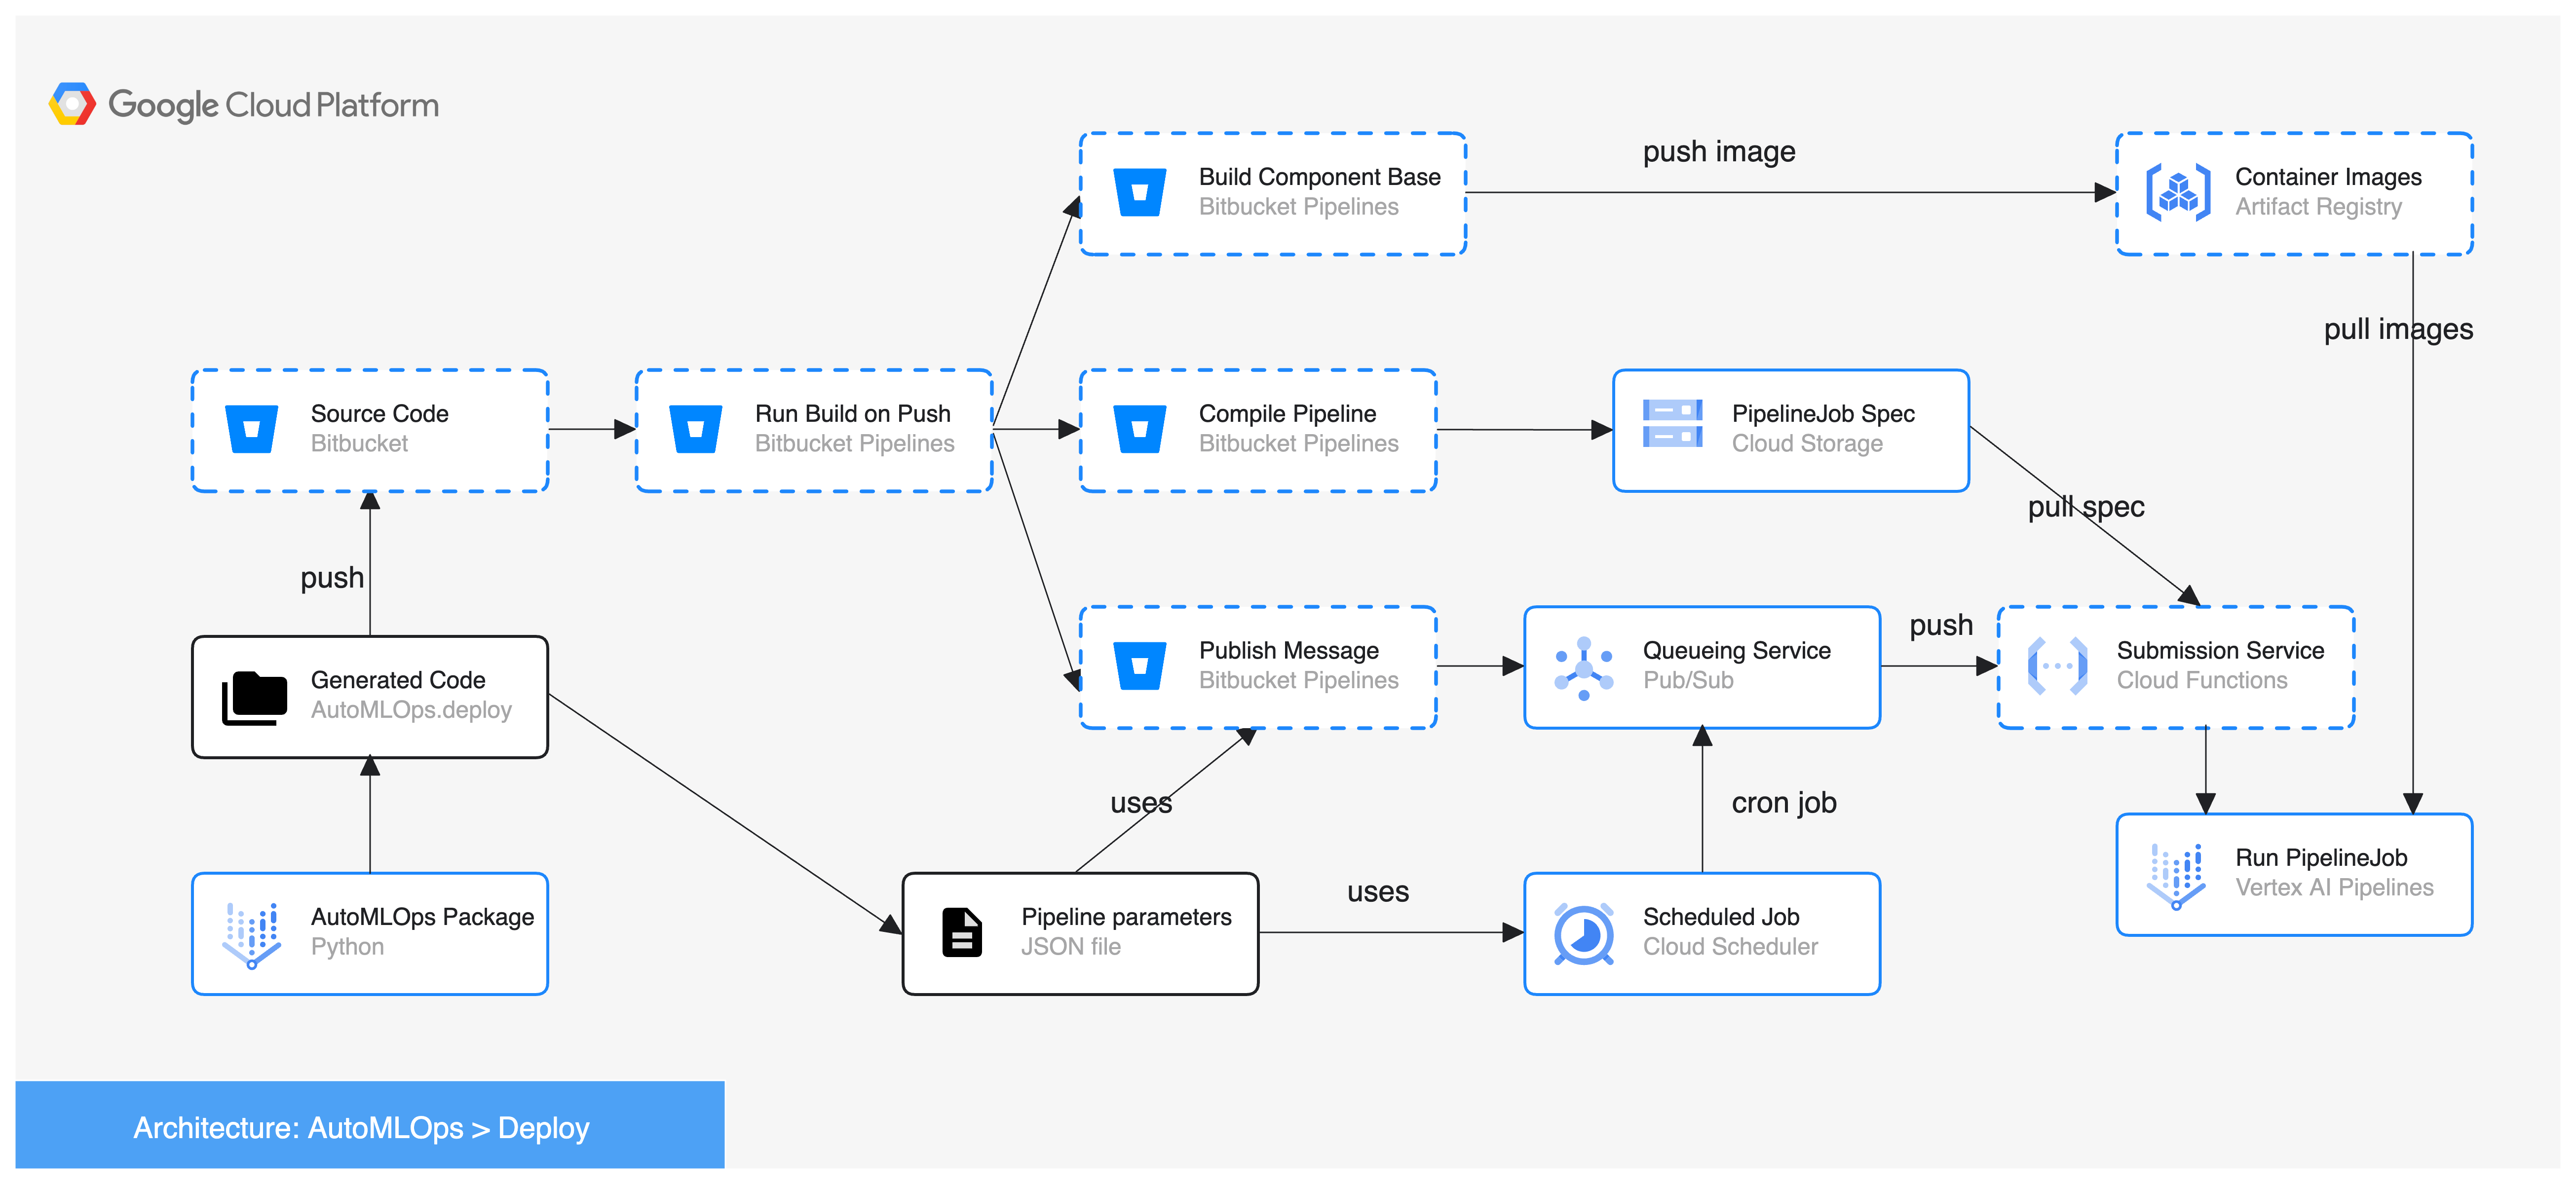 Google Cloud Platform
Build Component Base
Bitbucket Pipelines
push image
Container Images
Artifact Registry
pull images
Source Code
Bitbucket
Run Build on Push
Bitbucket Pipelines
Compile Pipeline
Bitbucket Pipelines
PipelineJob Spec
Cloud Storage
pull spec
push
Generated Code
AutoMLOps.deploy
Publish Message
Bitbucket Pipelines
Queueing Service
Pub/Sub
push
Submission Service
Cloud Functions
uses
cron job
AutoMLOps Package
Python
Pipeline parameters
JSON file
uses
Scheduled Job
Cloud Scheduler
Run PipelineJob
Vertex AI Pipelines
Architecture: AutoMLOps > Deploy